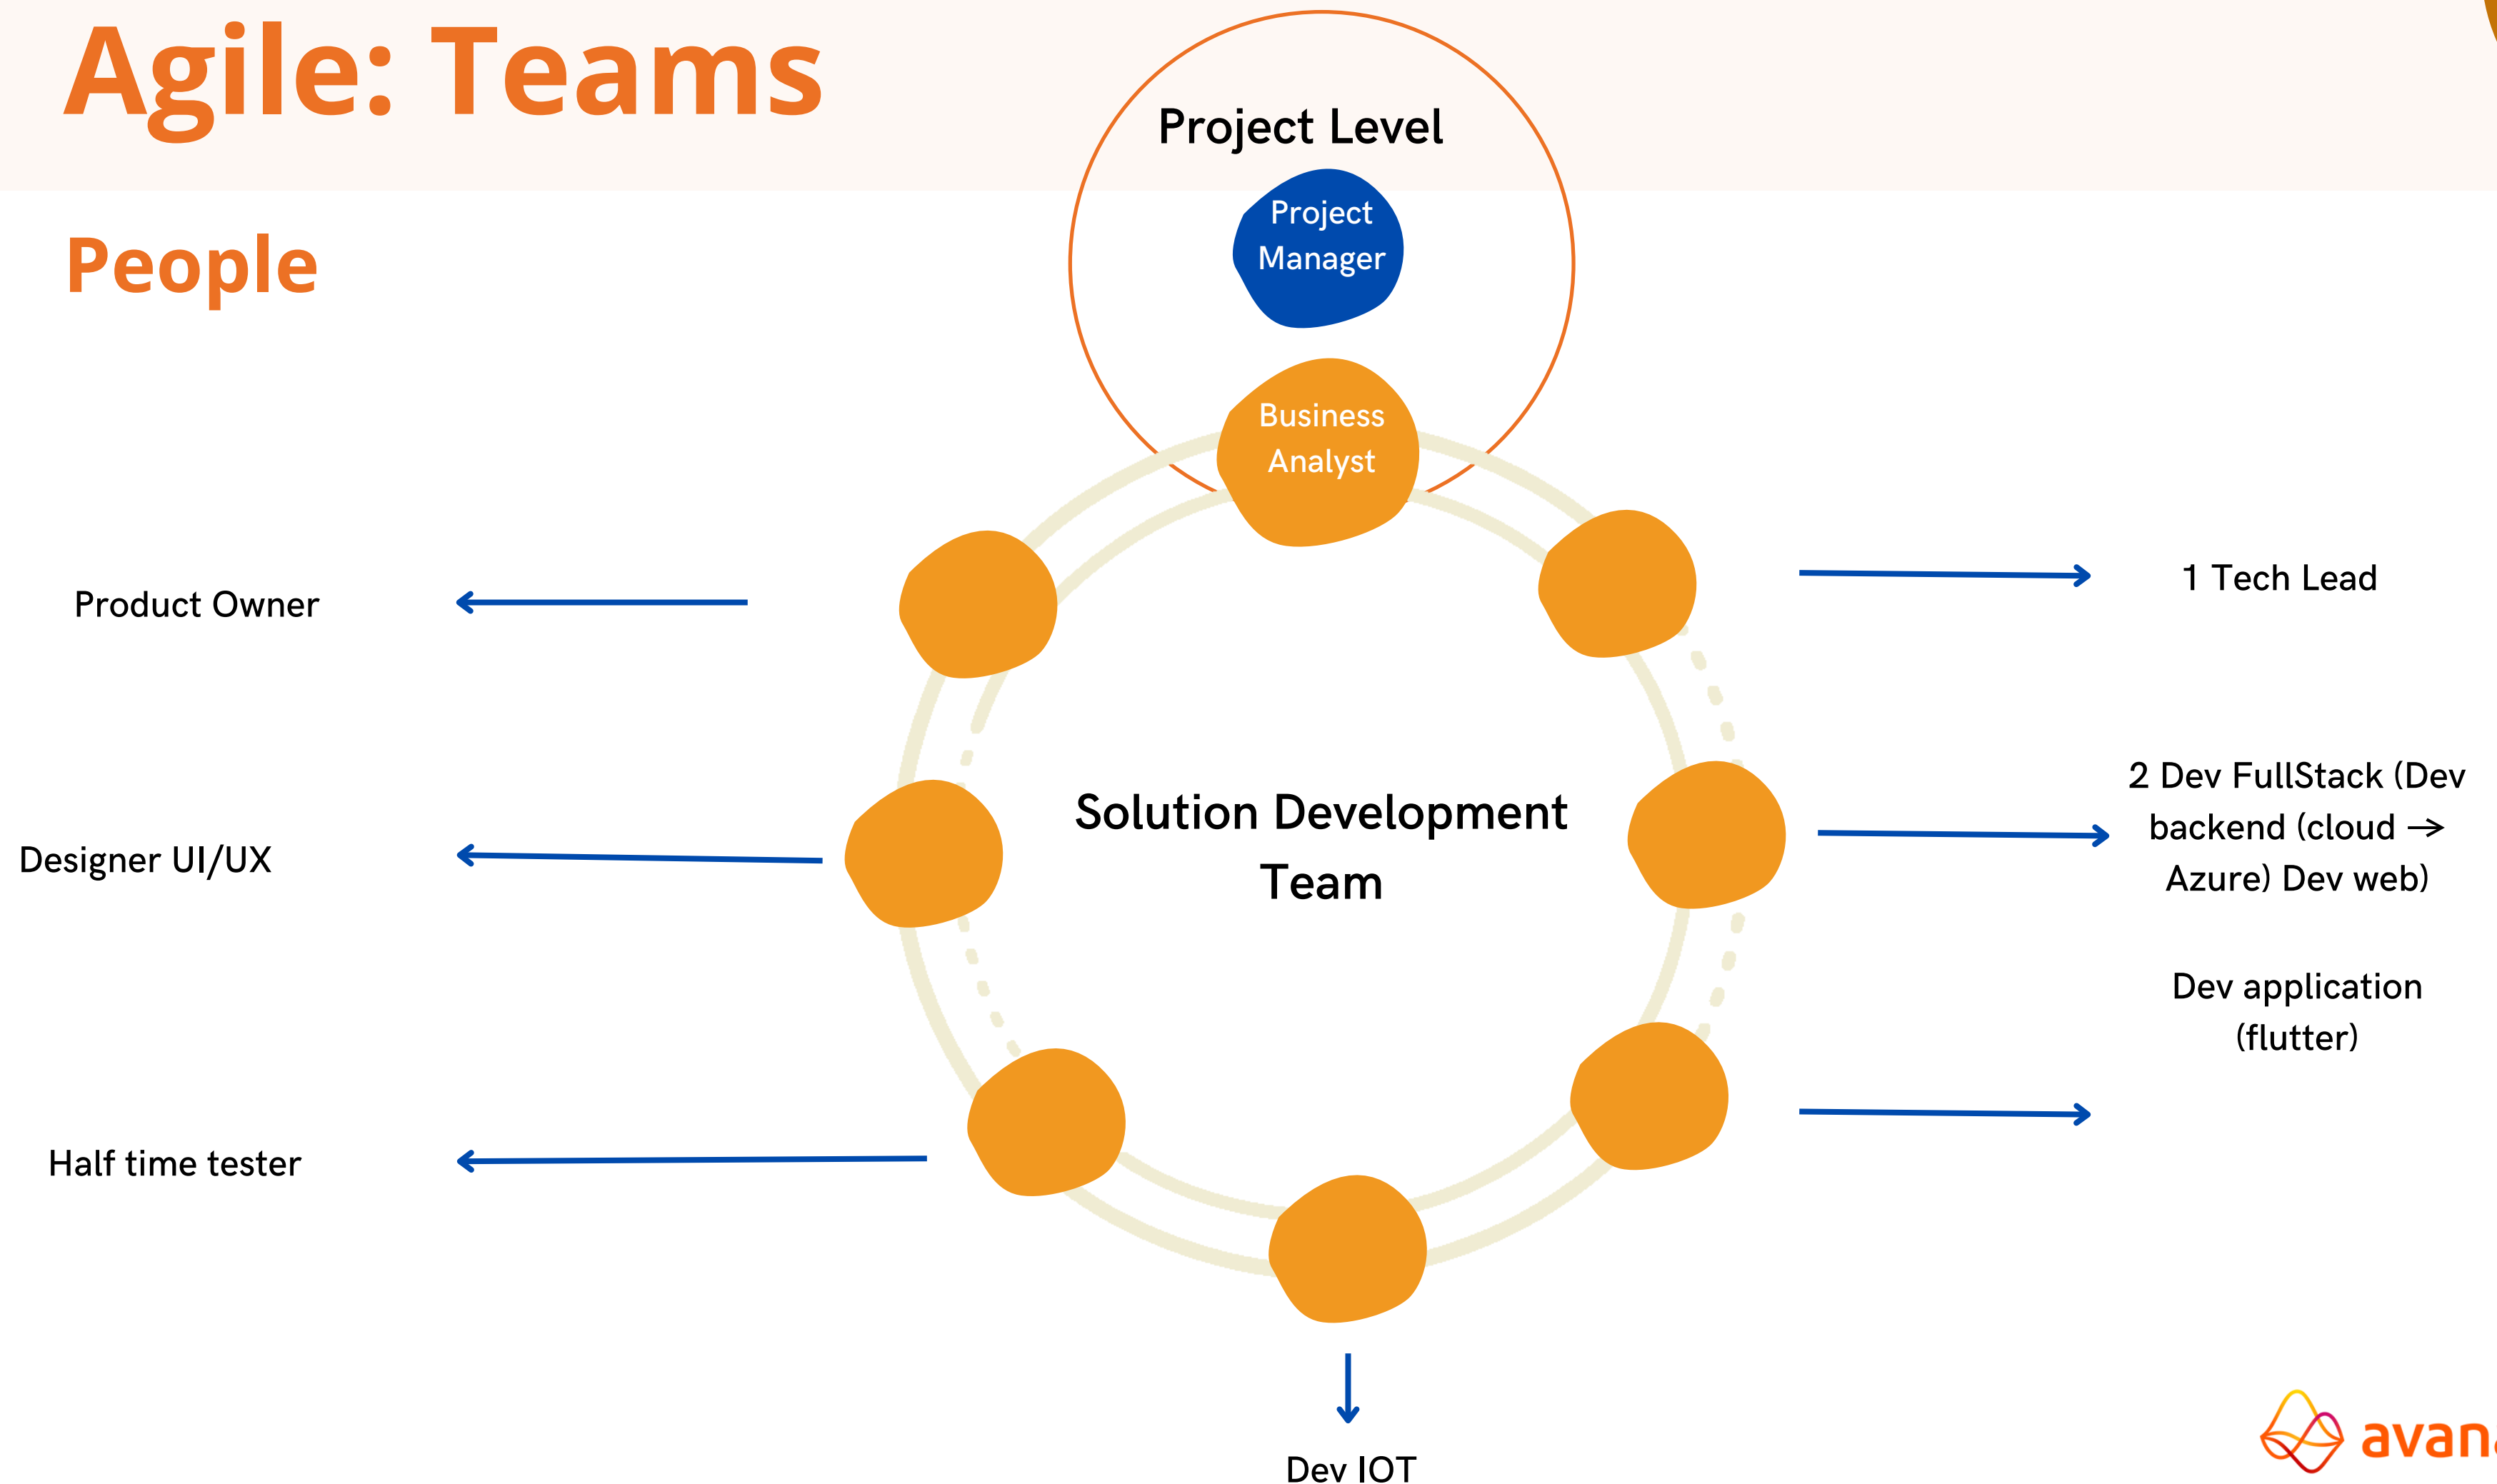 Agile: Teams
People
Project Level
Project
Manager
Business
Analyst
Product Owner
1 Tech Lead
Designer UI/UX
Solution Development
Team
2 Dev FullStack (Dev
backend (cloud →
Azure) Dev web)
Dev application
(flutter)
Half time tester
Dev IOT